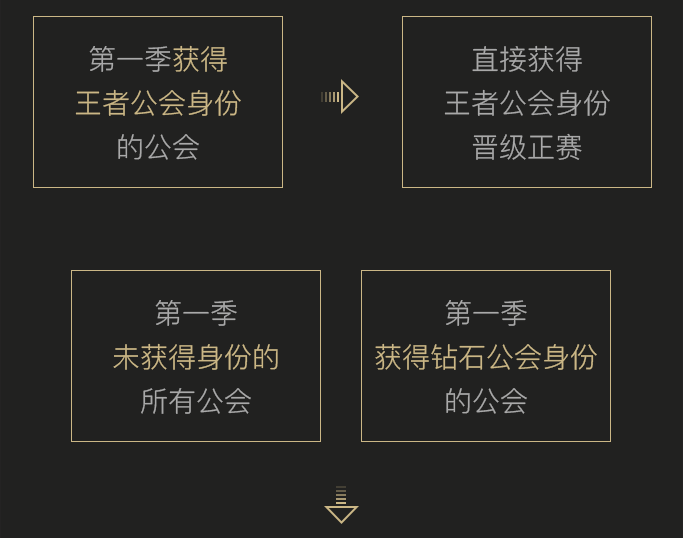 第一季获得
王者公会身份
的公会
直接获得
王者公会身份
晋级正赛
第一季
未获得身份的
所有公会
第一季
获得钻石公会身份
的公会